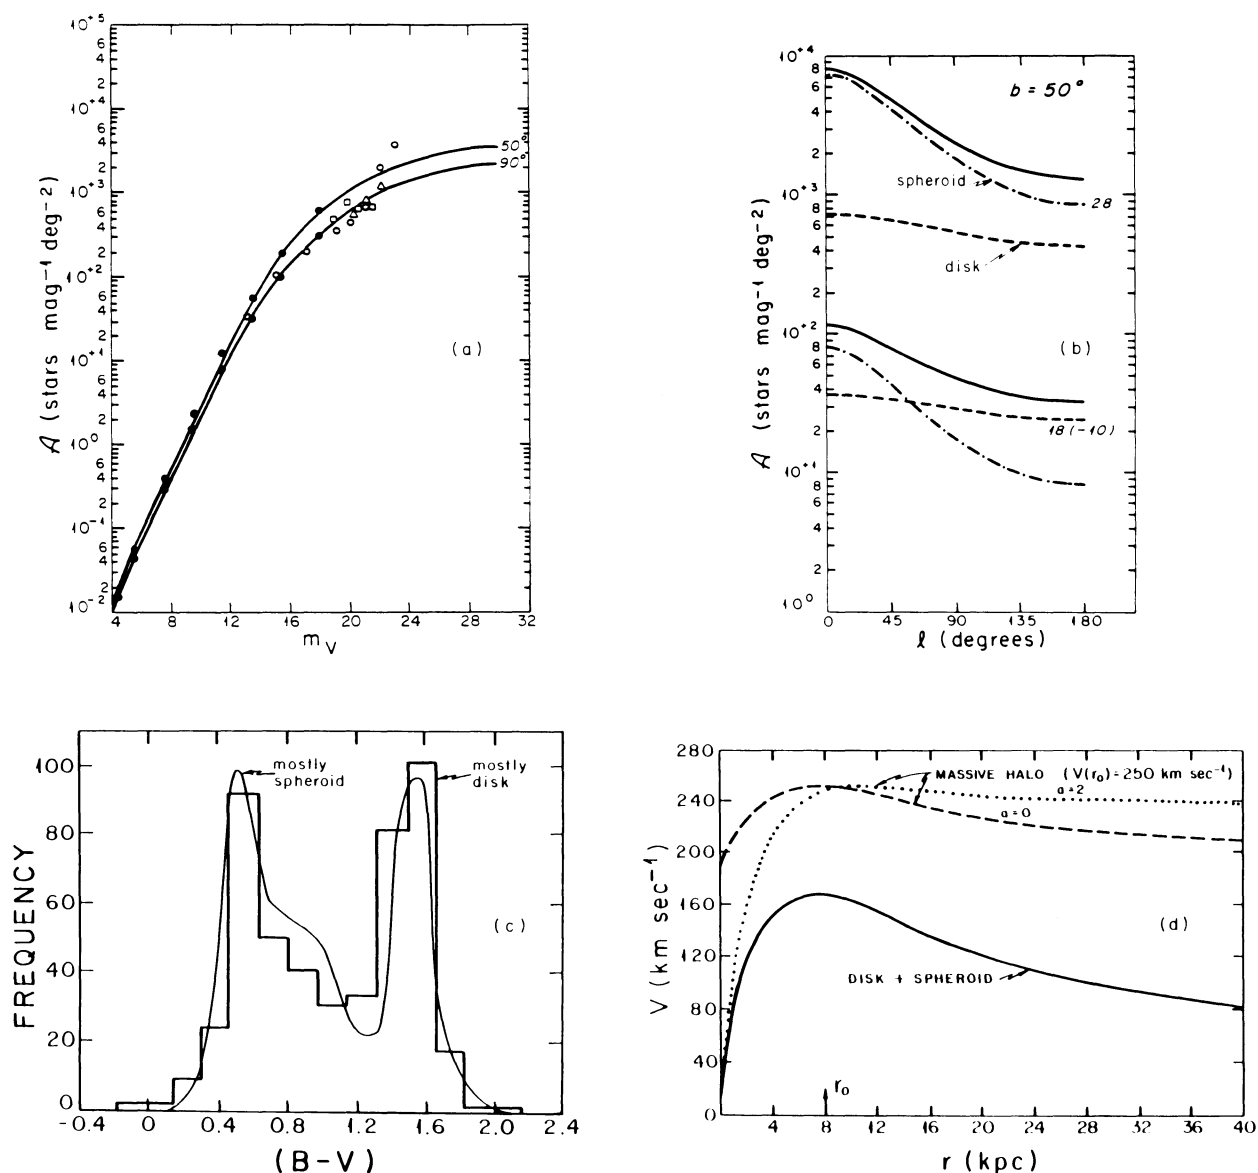 10+5
6
4
2
10+4
6
4
2
10+3
6
4
2
10+2
6
4
2
10+1
6
4
2
100
6
4
2
10-1
6
4
2
10-2
A (stars mag-1 deg-2)
50°
90°
(a)
4 8 12 16 20 24 28 32
mV
10+4
8
6
4
2
10+3
8
6
4
2
10+2
8
6
4
2
10+1
8
6
4
2
100
A (stars mag-1 deg-2)
b = 50°
spheroid
28
disk
(b)
18(-10)
0 45 90 135 180
ℓ (degrees)
100
80
60
40
20
0
FREQUENCY
mostly
spheroid
mostly
disk
(c)
-0.4 0 0.4 0.8 1.2 1.6 2.0 2.4
(B-V)
280
240
200
160
120
80
40
0
V (km sec-1)
MASSIVE HALO (V(r0)=250 km sec-1)
a=2
a=0
(d)
DISK + SPHEROID
r0
4 8 12 16 20 24 28 32 36 40
r (kpc)